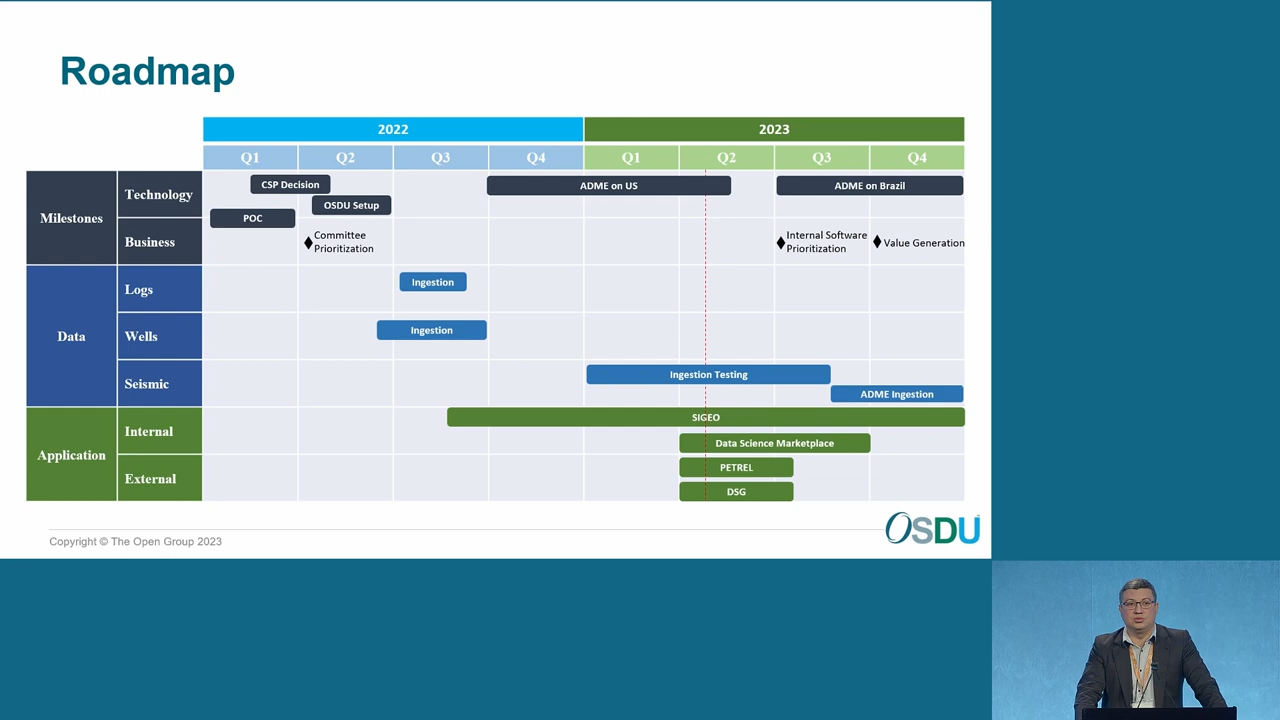 Roadmap
2022
2023
Q1
Q2
Q3
Q4
Q1
Q2
Q3
Q4
Milestones
Technology
CSP Decision
OSDU Setup
POC
ADME on US
ADME on Brazil
Business
Committee
Prioritization
Internal Software
Prioritization
Value Generation
Data
Logs
Ingestion
Wells
Ingestion
Seismic
Ingestion Testing
ADME Ingestion
Application
Internal
SIGEO
Data Science Marketplace
External
PETREL
DSG
Copyright © The Open Group 2023
OSDU